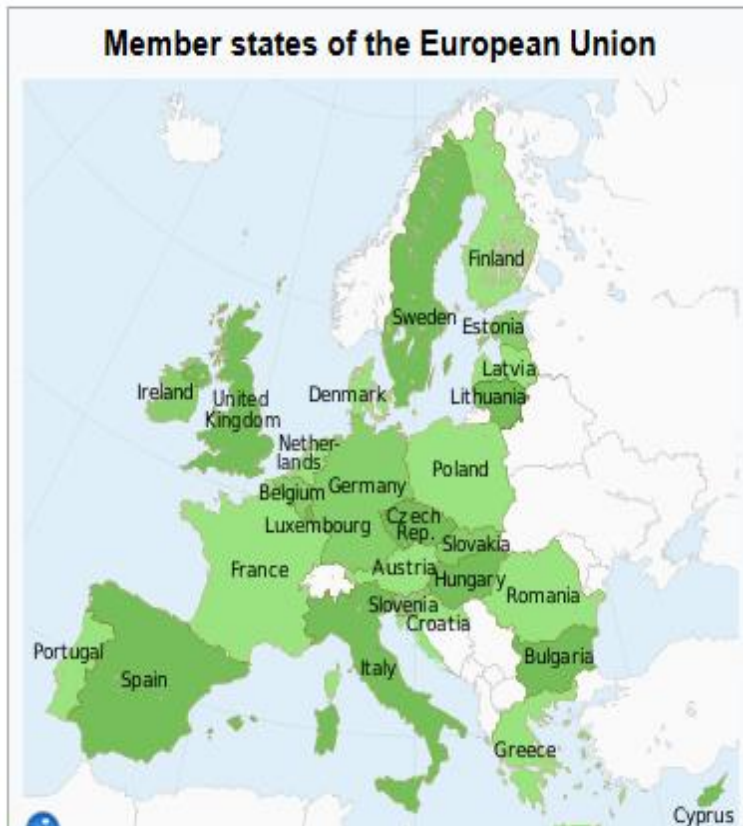 Member states of the European Union
Finland
Sweden
Estonia
Latvia
Lithuania
Denmark
Ireland
United
Kingdom
Nether-
lands
Poland
Belgium
Germany
Luxembourg
Czech
Rep.
Slovakia
France
Austria
Hungary
Romania
Slovenia
Croatia
Portugal
Spain
Italy
Bulgaria
Greece
Cyprus